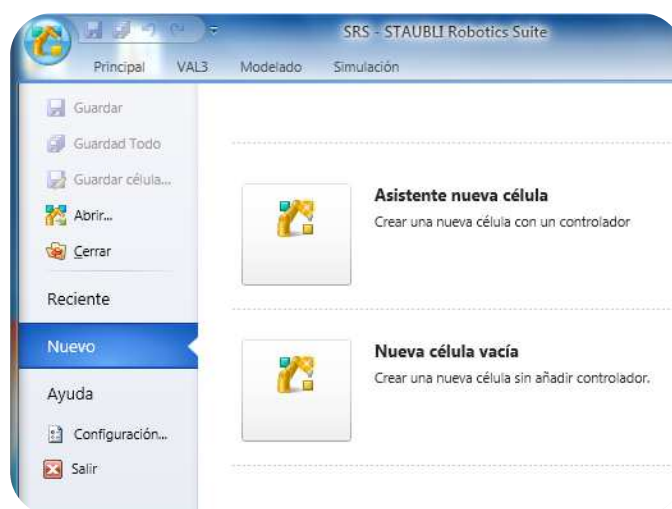 SRS - STAUBLI Robotics Suite
Principal VAL3 Modelado Simulación
Guardar
Guardad Todo
Guardar célula...
Abrir...
Cerrar
Reciente
Nuevo
Ayuda
Configuración...
Salir
Asistente nueva célula
Crear una nueva célula con un controlador
Nueva célula vacía
Crear una nueva célula sin añadir controlador.